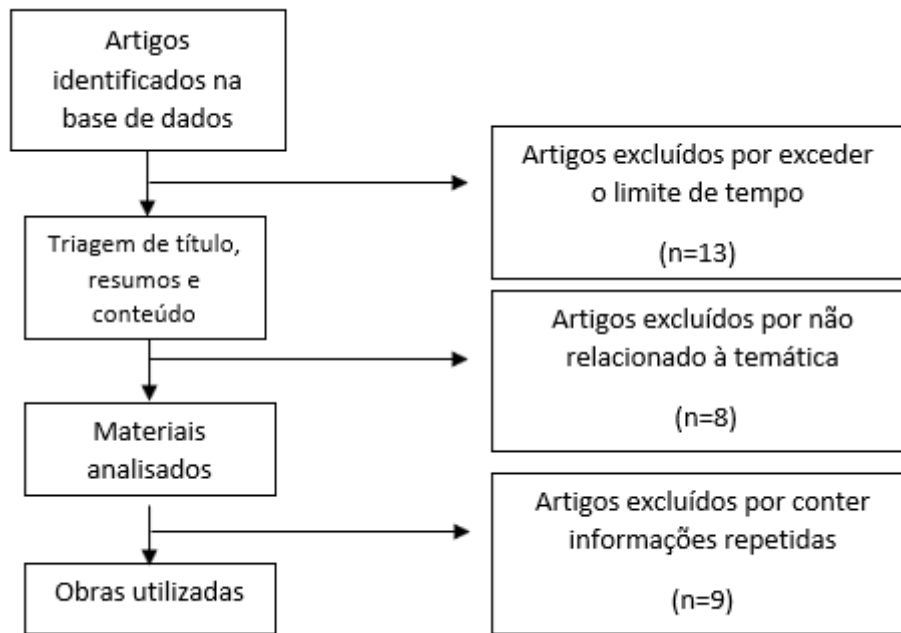 Artigos
identificados na
base de dados
Artigos excluídos por exceder
o limite de tempo
(n=13)
Triagem de título,
resumos e
conteúdo
Artigos excluídos por não
relacionado à temática
(n=8)
Materiais
analisados
Artigos excluídos por conter
informações repetidas
(n=9)
Obras utilizadas